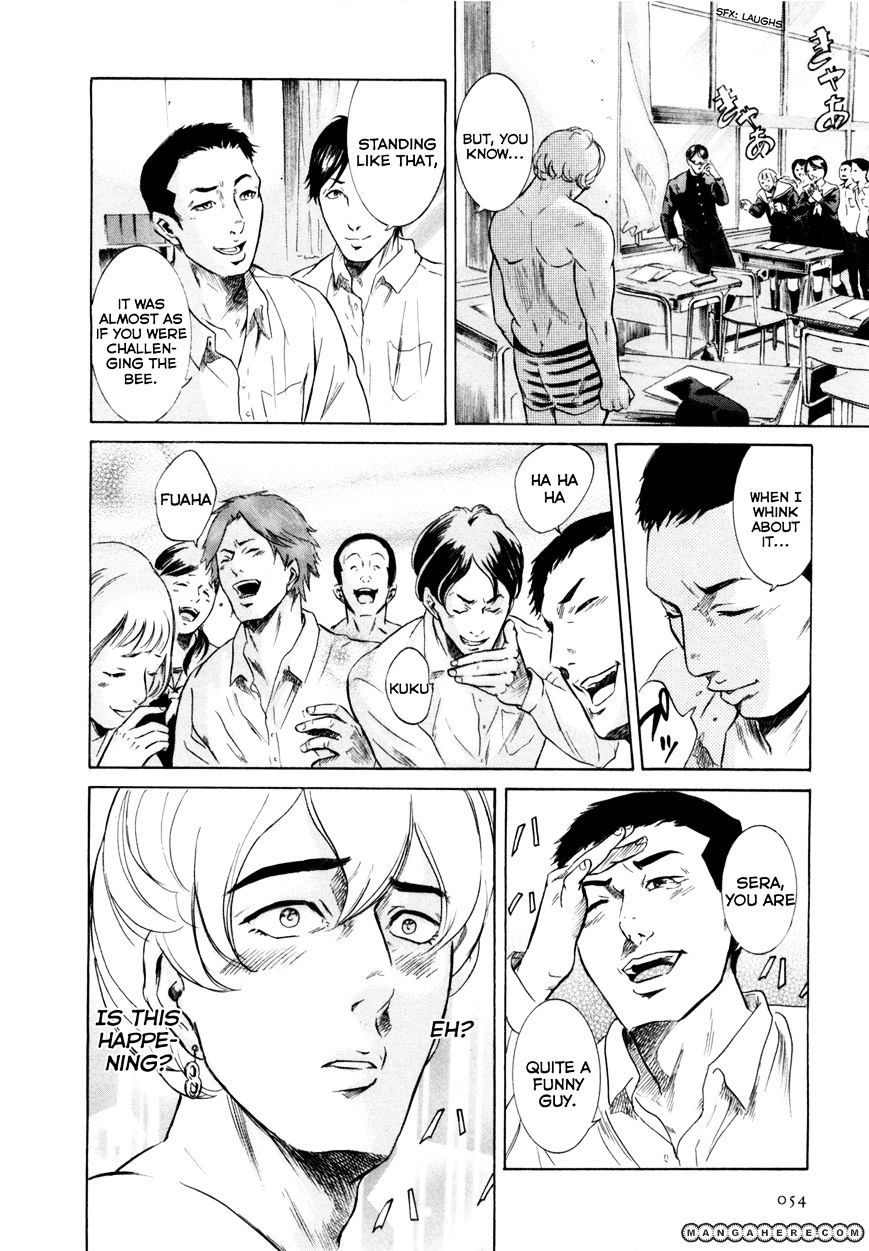 SFX: LAUGHS
きゃあ
きゃあ
BUT, YOU
KNOW...
STANDING
LIKE THAT,
IT WAS
ALMOST AS
IF YOU WERE
CHALLEN-
GING THE
BEE.
WHEN I
WHINK
ABOUT
IT...
プッ
HA HA
HA
KUKU
FUAHA
SERA,
YOU ARE
QUITE A
FUNNY
GUY.
EH?
IS THIS
HAPPE-
NING?
054
MANGAHERE.COM